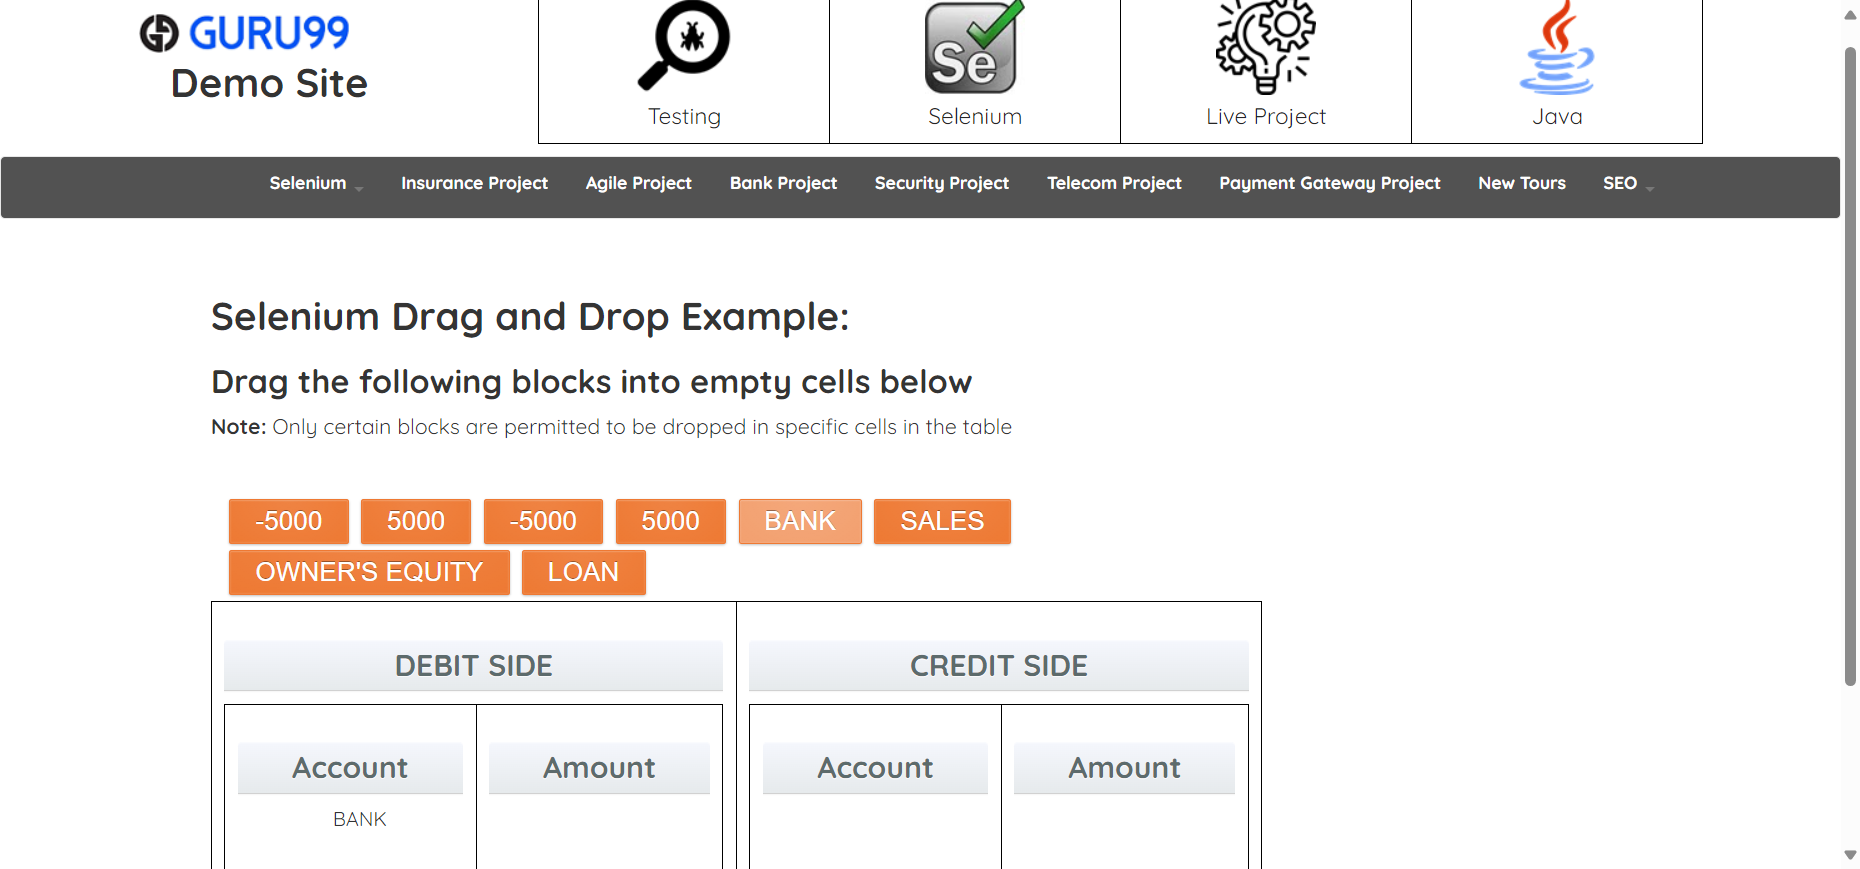 GURU99
Demo Site
Se
Testing
Selenium
Live Project
Java
Selenium Insurance Project Agile Project Bank Project Security Project Telecom Project Payment Gateway Project New Tours SEO
Selenium Drag and Drop Example:
Drag the following blocks into empty cells below
Note: Only certain blocks are permitted to be dropped in specific cells in the table
-5000 5000 -5000 5000 BANK SALES
OWNER'S EQUITY LOAN
DEBIT SIDE CREDIT SIDE
Account Amount Account Amount
BANK